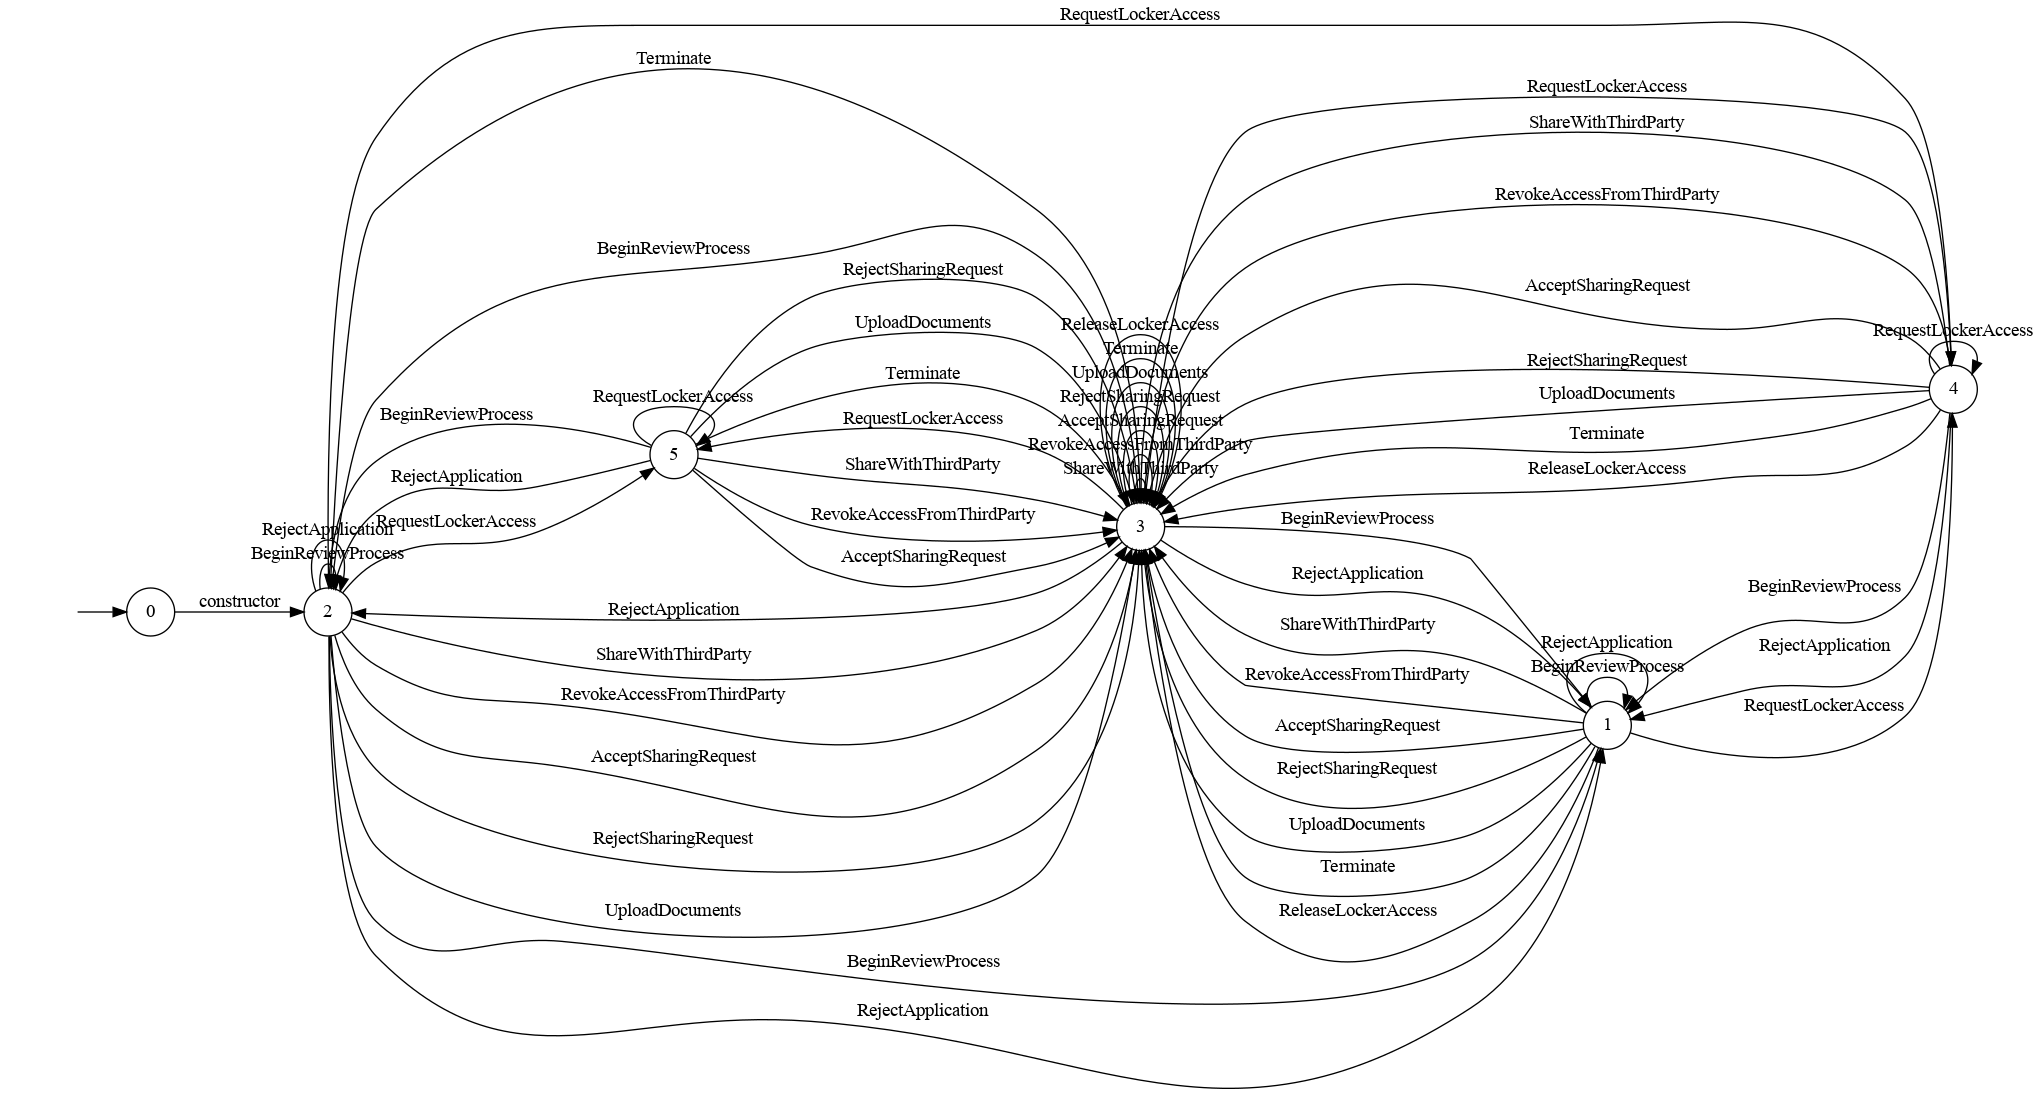 RequestLockerAccess
Terminate
RequestLockerAccess
ShareWithThirdParty
RevokeAccessFromThirdParty
BeginReviewProcess
RejectSharingRequest
AcceptSharingRequest
UploadDocuments
ReleaseLockerAccess
RequestLockerAccess
Terminate
RejectSharingRequest
Terminate
UploadDocuments
UploadDocuments
4
RequestLockerAccess
RejectSharingRequest
BeginReviewProcess
RequestLockerAccess
AcceptSharingRequest
Terminate
RevokeAccessFromThirdParty
5
ShareWithThirdParty
ShareWithThirdParty
ReleaseLockerAccess
RejectApplication
RevokeAccessFromThirdParty
BeginReviewProcess
RequestLockerAccess
RejectApplication
3
BeginReviewProcess
AcceptSharingRequest
RejectApplication
BeginReviewProcess
constructor
0
2
RejectApplication
ShareWithThirdParty
RejectApplication
RejectApplication
ShareWithThirdParty
BeginReviewProcess
RevokeAccessFromThirdParty
RevokeAccessFromThirdParty
RequestLockerAccess
AcceptSharingRequest
1
AcceptSharingRequest
RejectSharingRequest
UploadDocuments
RejectSharingRequest
Terminate
UploadDocuments
ReleaseLockerAccess
BeginReviewProcess
RejectApplication